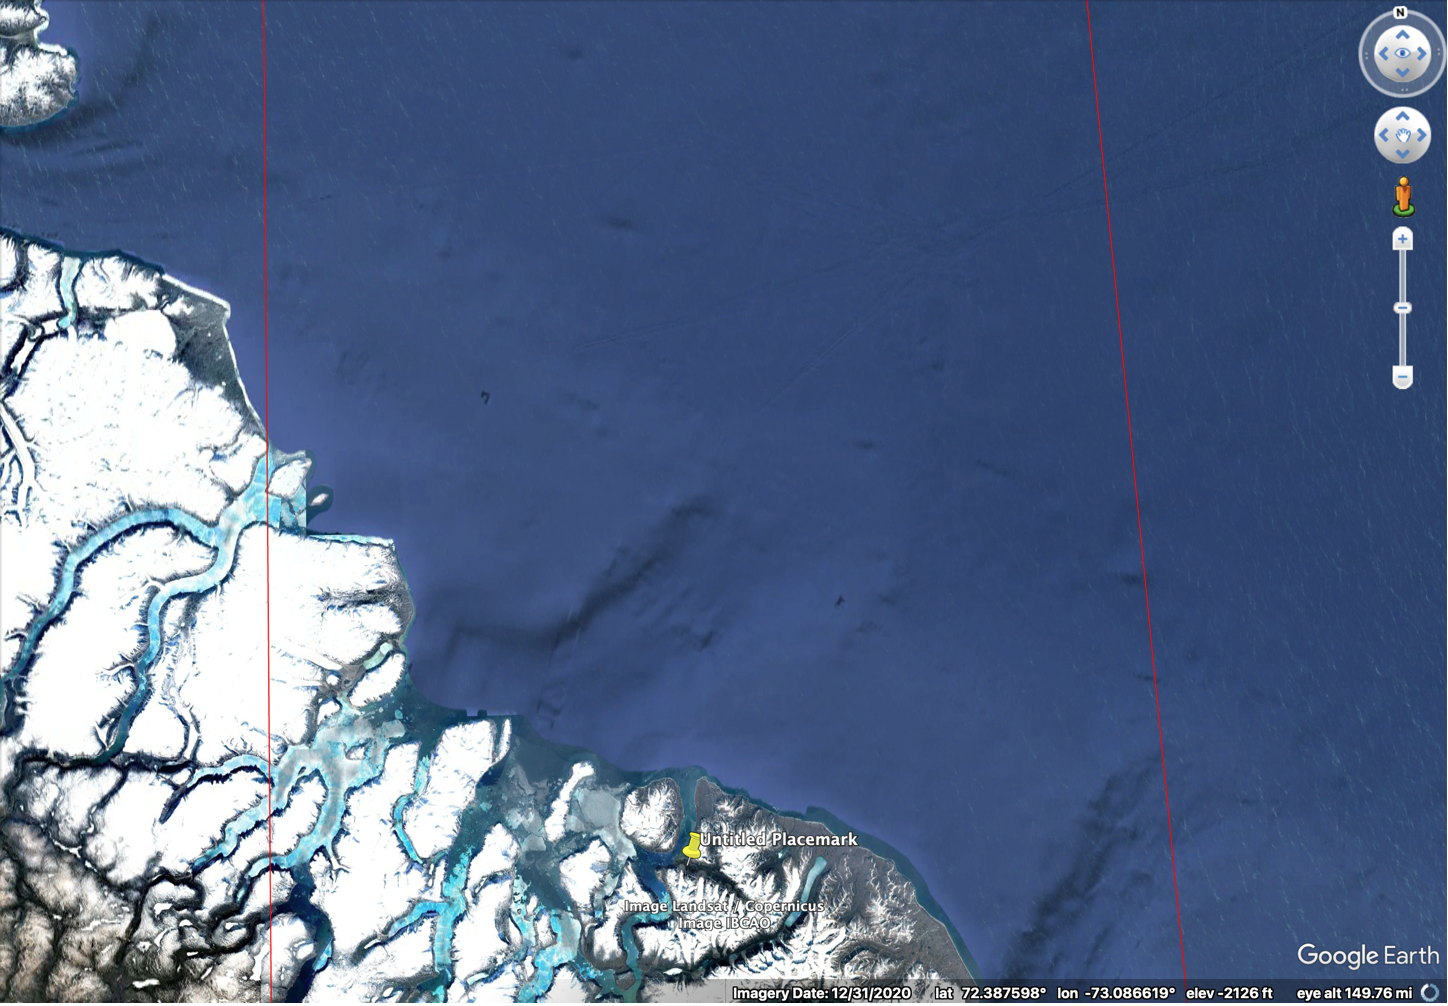 N
Untitled Placemark
Image Landsat / Copernicus
Image IBCAO
Google Earth
Imagery Date: 12/31/2020 lat 72.387598° lon -73.086619° elev -2126 ft eye alt 149.76 mi